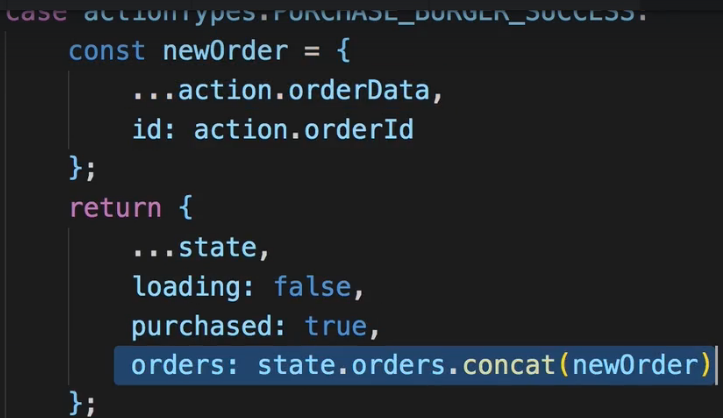 case actionTypes.PURCHASE_BURGER_SUCCESS:
const newOrder = {
...action.orderData,
id: action.orderId
};
return {
...state,
loading: false,
purchased: true,
orders: state.orders.concat(newOrder)
};